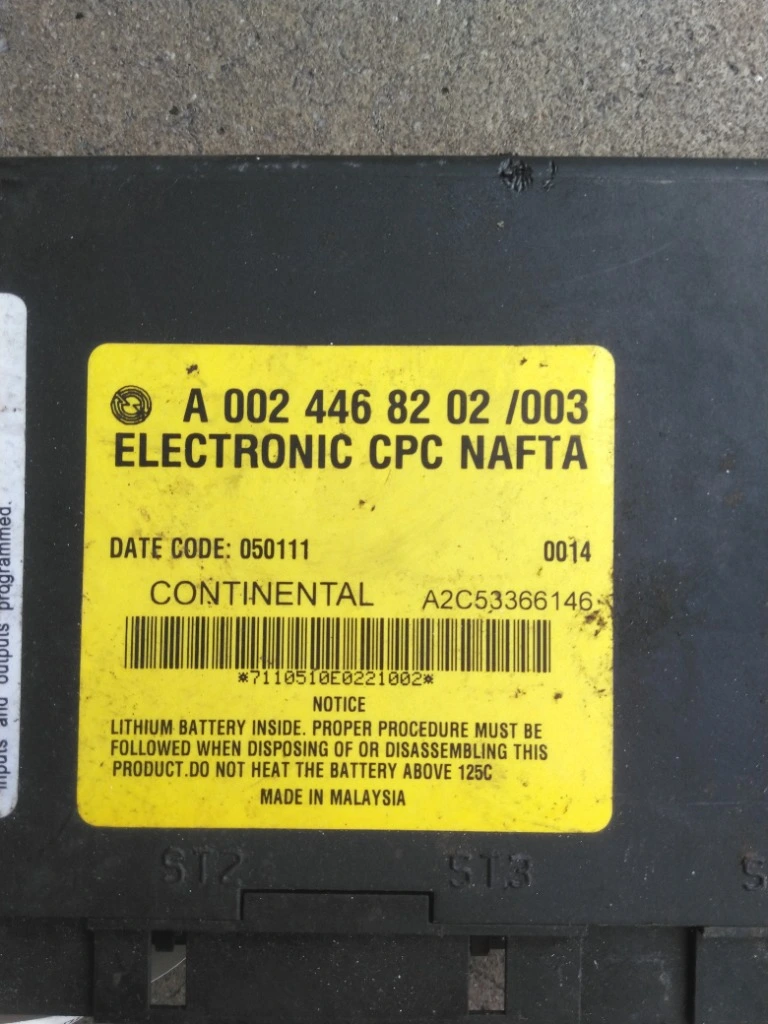 A 002 446 82 02 /003
ELECTRONIC CPC NAFTA
DATE CODE: 050111 0014
CONTINENTAL A2C53366146
*7110510E0221002*
NOTICE
LITHIUM BATTERY INSIDE. PROPER PROCEDURE MUST BE
FOLLOWED WHEN DISPOSING OF OR DISASSEMBLING THIS
PRODUCT.DO NOT HEAT THE BATTERY ABOVE 125C
MADE IN MALAYSIA
inputs and outputs programmed.
ST2 ST3